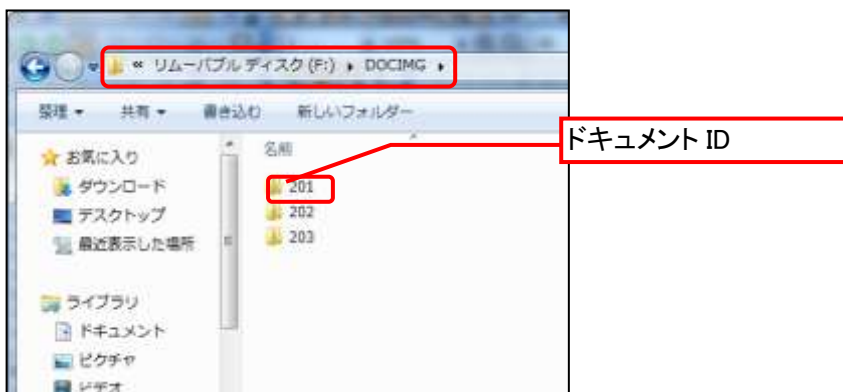 « リムーバブル ディスク (F:) ▸ DOCIMG ▸
整理 ▾ 共有 ▾ 書き込む 新しいフォルダー
ドキュメント ID
お気に入り
ダウンロード
デスクトップ
最近表示した場所
ライブラリ
ドキュメント
ピクチャ
ビデオ
名前
201
202
203